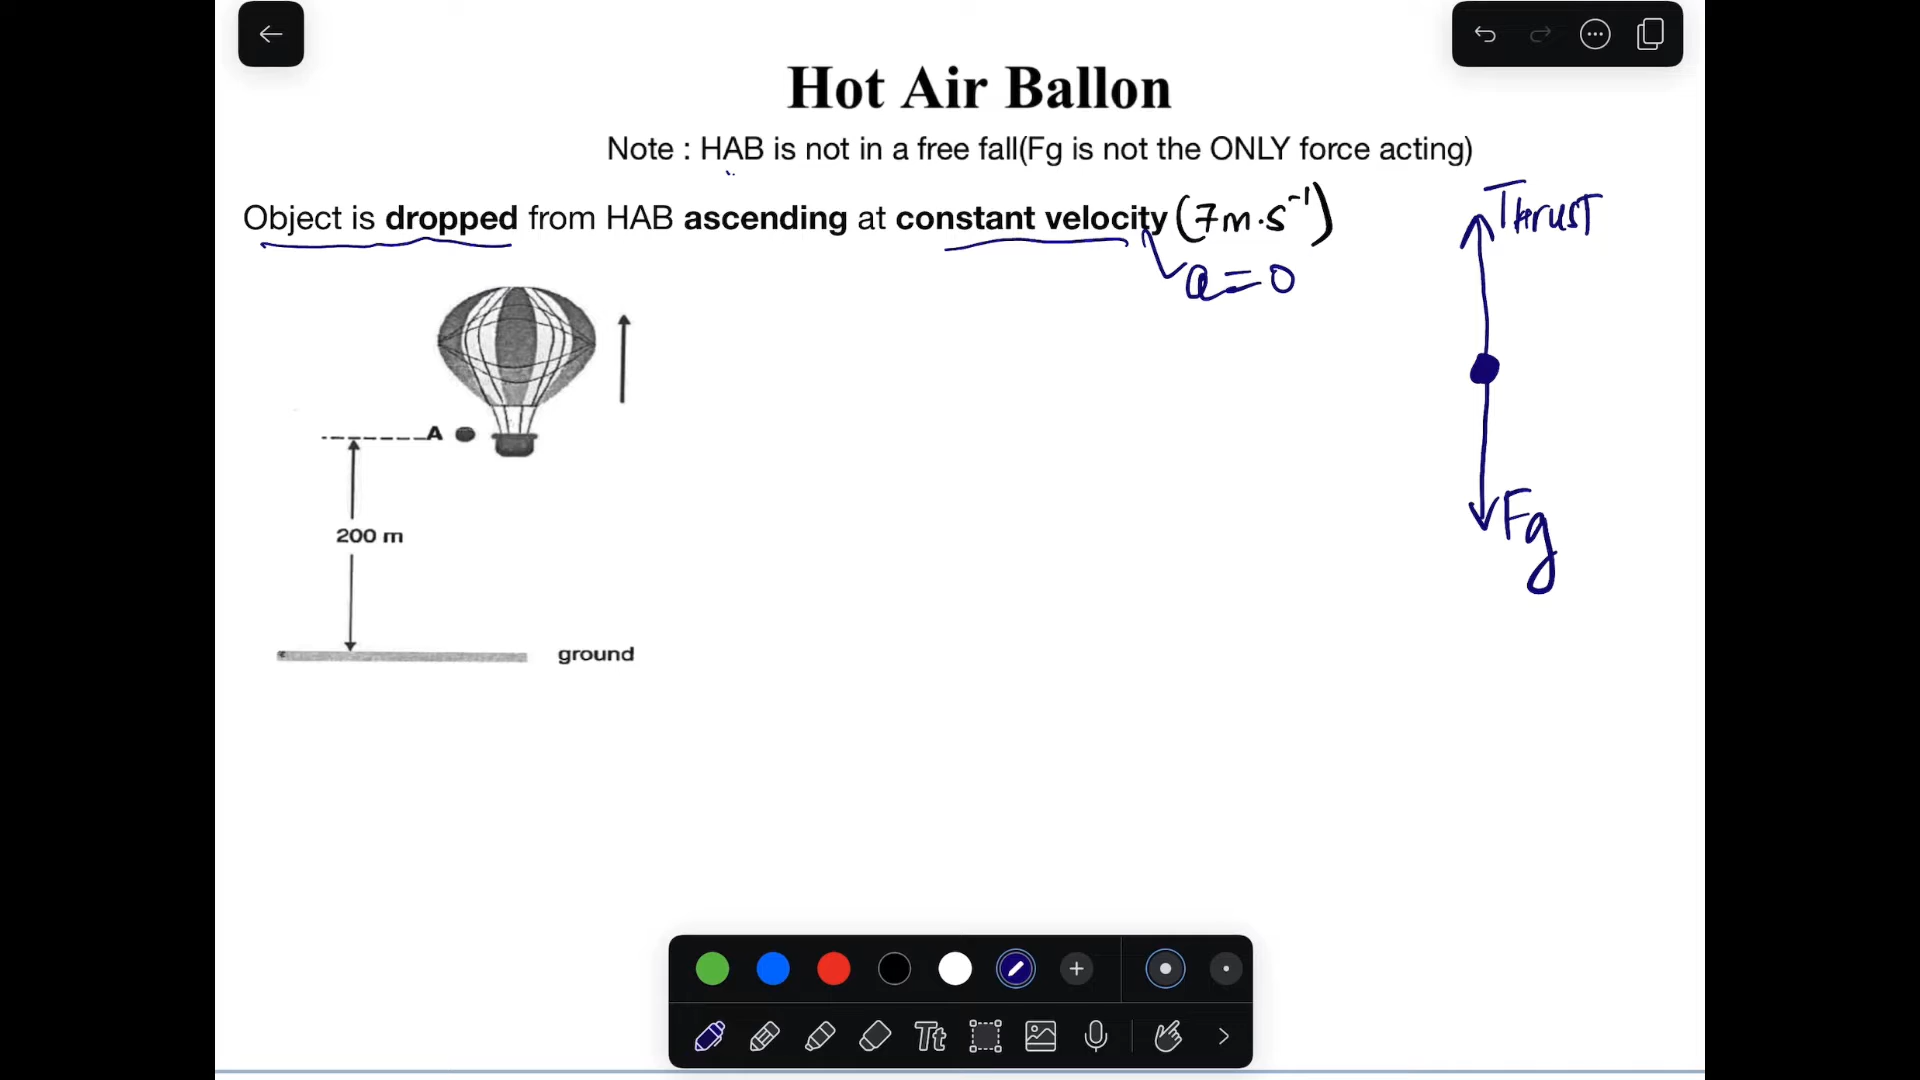 Hot Air Ballon
Note : HAB is not in a free fall(Fg is not the ONLY force acting)
Object is dropped from HAB ascending at constant velocity (7m·s⁻¹)
a=0
Thrust
Fg
A
200 m
ground
Tt